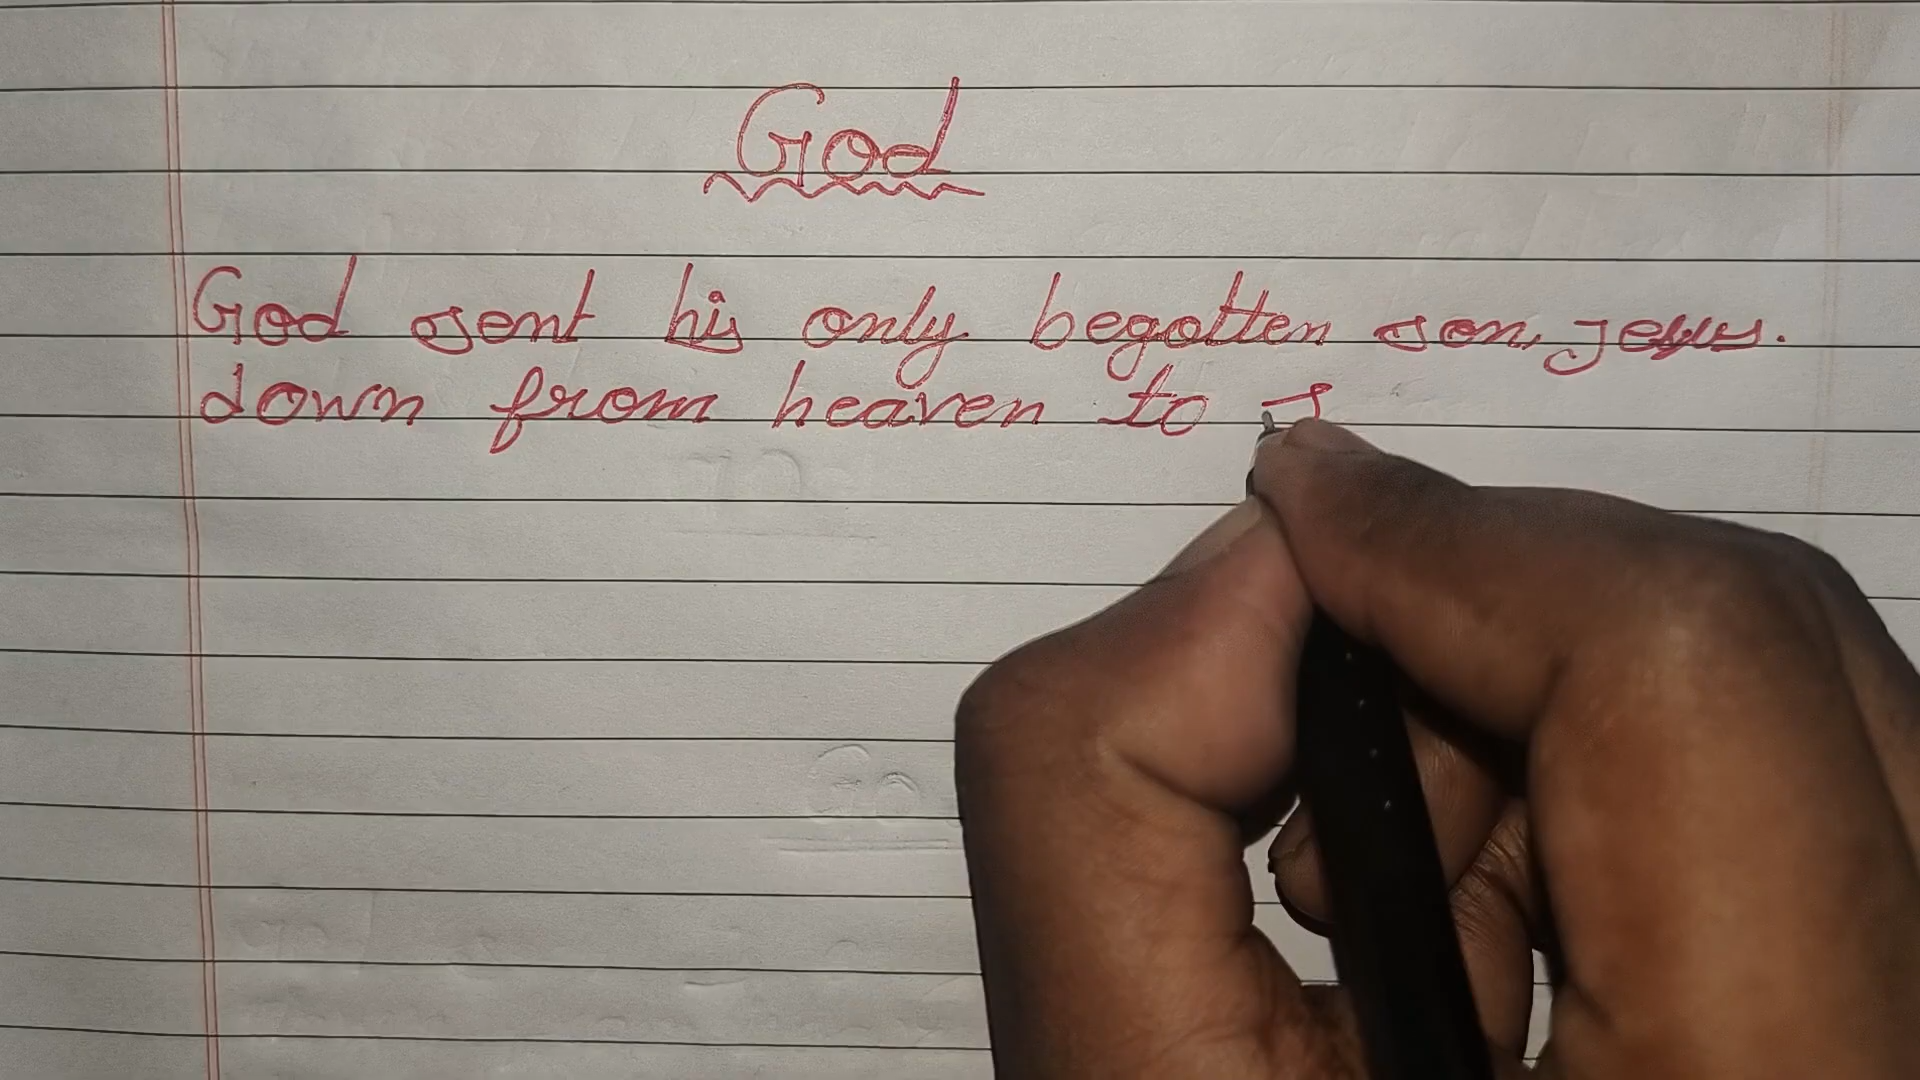 God
God sent his only begotten son, Jesus.
down from heaven to